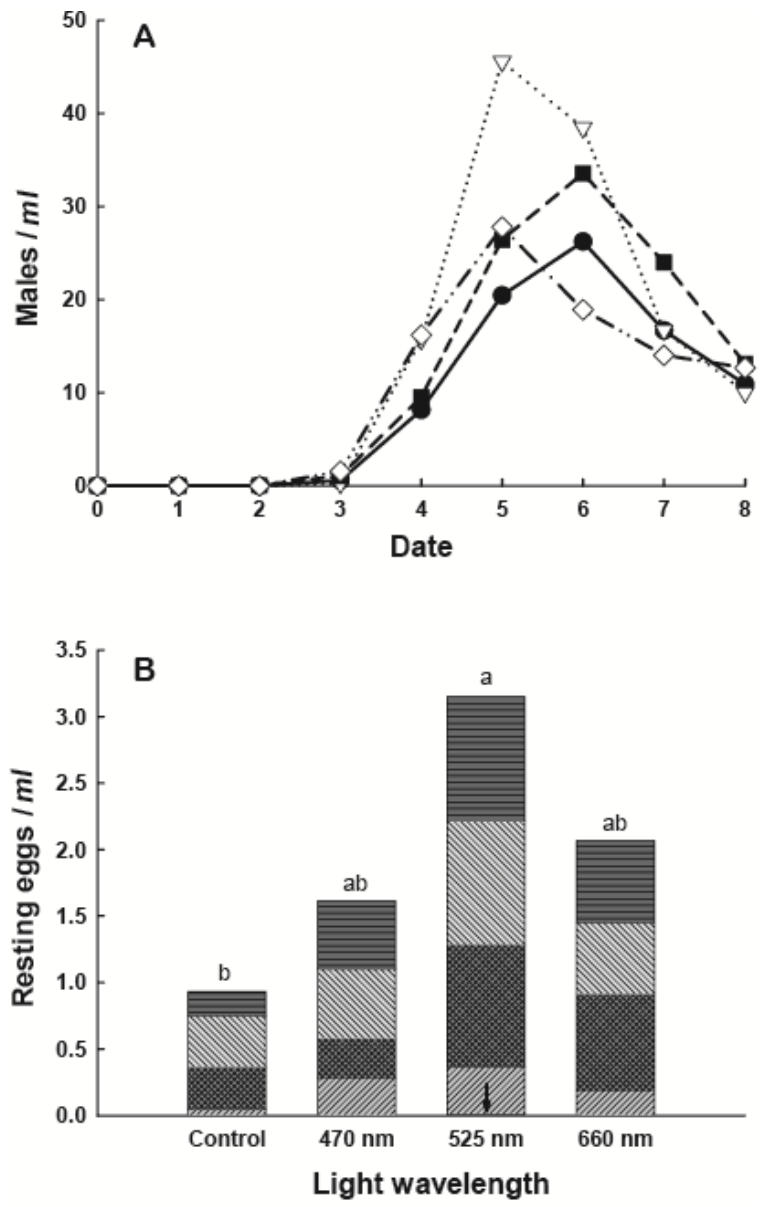 A
50
40
30
20
10
0
Males / ml
0 1 2 3 4 5 6 7 8
Date
B
3.5
3.0
2.5
2.0
1.5
1.0
0.5
0.0
Resting eggs / ml
b
ab
a
ab
Control 470 nm 525 nm 660 nm
Light wavelength